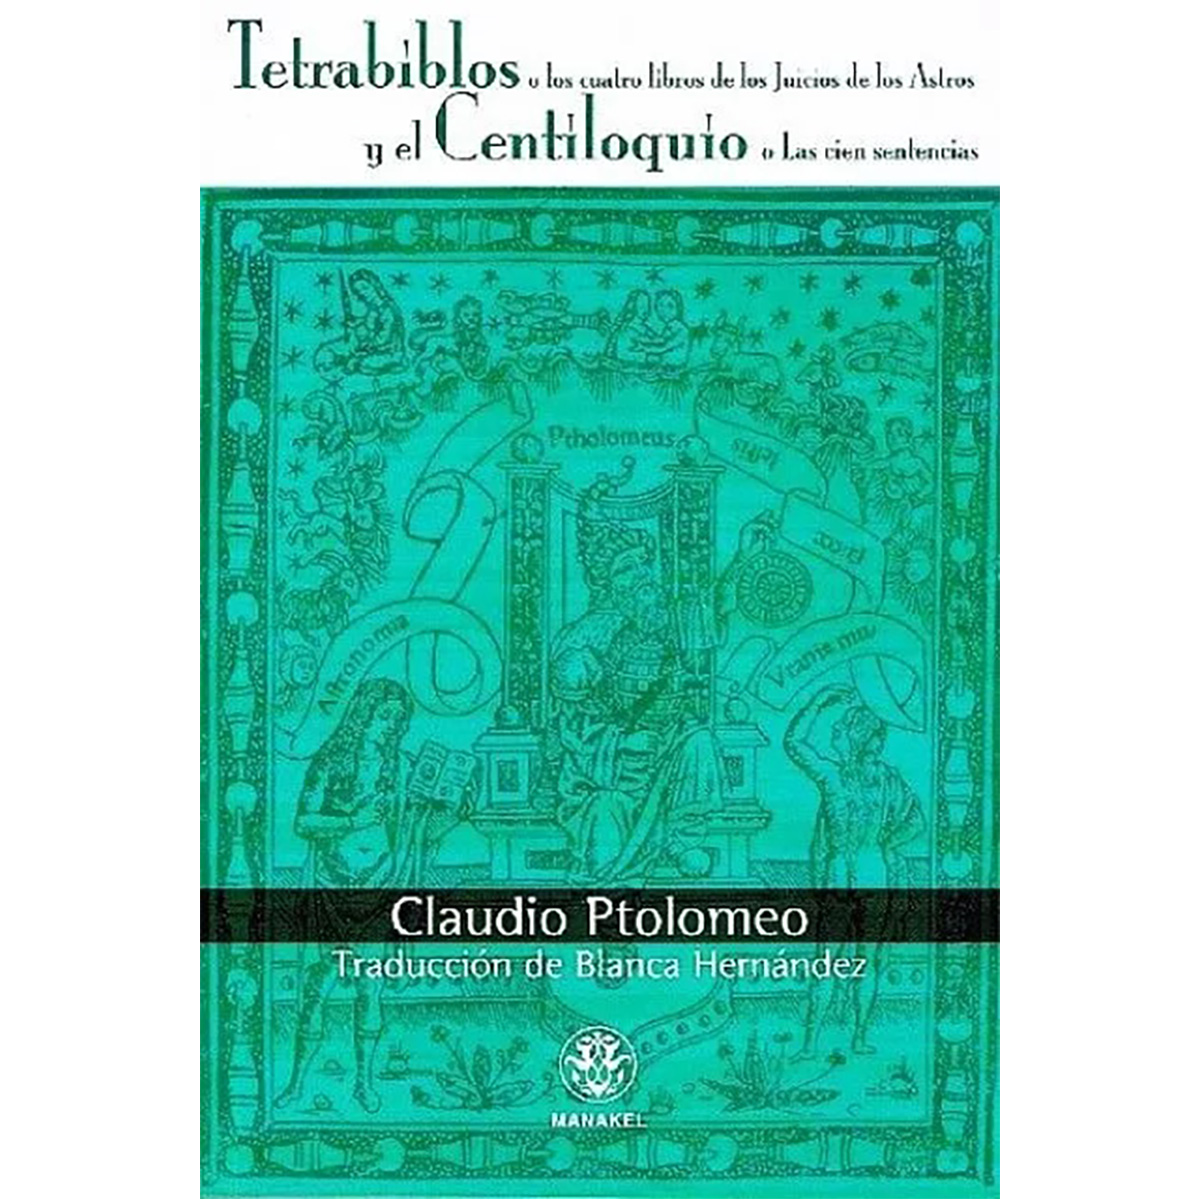 Tetrabiblos o los cuatro libros de los Juicios de los Astros
y el Centiloquio o Las cien sentencias
Ptholomeus
Astronomia
Claudio Ptolomeo
Traducción de Blanca Hernández
MANAKEL